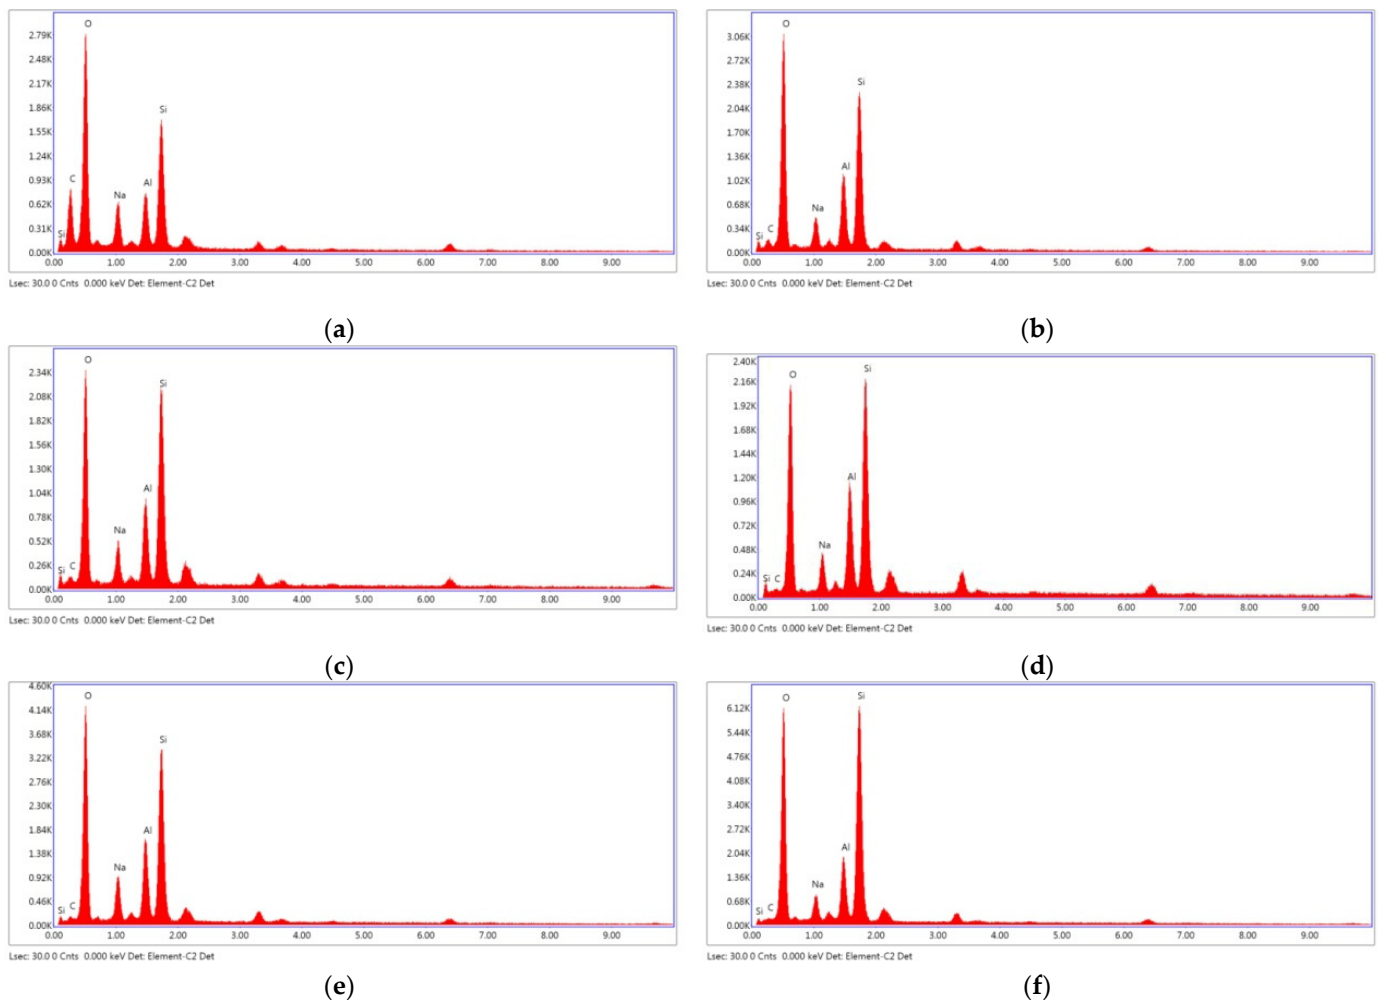 O
2.79K
2.48K
2.17K
1.86K
Si
1.55K
1.24K
0.93K
C
Al
0.62K
Na
0.31K
Si
0.00K
0.00 1.00 2.00 3.00 4.00 5.00 6.00 7.00 8.00 9.00
Lsec: 30.0 0 Cnts 0.000 keV Det: Element-C2 Det
(a)
O
3.06K
2.72K
2.38K
Si
2.04K
1.70K
1.36K
Al
1.02K
0.68K
Na
0.34K
C
Si
0.00K
0.00 1.00 2.00 3.00 4.00 5.00 6.00 7.00 8.00 9.00
Lsec: 30.0 0 Cnts 0.000 keV Det: Element-C2 Det
(b)
O
2.34K
Si
2.08K
1.82K
1.56K
1.30K
1.04K
Al
0.78K
0.52K
Na
0.26K
Si
C
0.00K
0.00 1.00 2.00 3.00 4.00 5.00 6.00 7.00 8.00 9.00
Lsec: 30.0 0 Cnts 0.000 keV Det: Element-C2 Det
(c)
2.40K
Si
O
2.16K
1.92K
1.68K
1.44K
1.20K
Al
0.96K
0.72K
Na
0.48K
0.24K
Si
C
0.00K
0.00 1.00 2.00 3.00 4.00 5.00 6.00 7.00 8.00 9.00
Lsec: 30.0 0 Cnts 0.000 keV Det: Element-C2 Det
(d)
4.60K
O
4.14K
3.68K
Si
3.22K
2.76K
2.30K
1.84K
Al
1.38K
0.92K
Na
0.46K
Si
C
0.00K
0.00 1.00 2.00 3.00 4.00 5.00 6.00 7.00 8.00 9.00
Lsec: 30.0 0 Cnts 0.000 keV Det: Element-C2 Det
(e)
Si
O
6.12K
5.44K
4.76K
4.08K
3.40K
2.72K
2.04K
Al
1.36K
Na
0.68K
C
Si
0.00K
0.00 1.00 2.00 3.00 4.00 5.00 6.00 7.00 8.00 9.00
Lsec: 30.0 0 Cnts 0.000 keV Det: Element-C2 Det
(f)